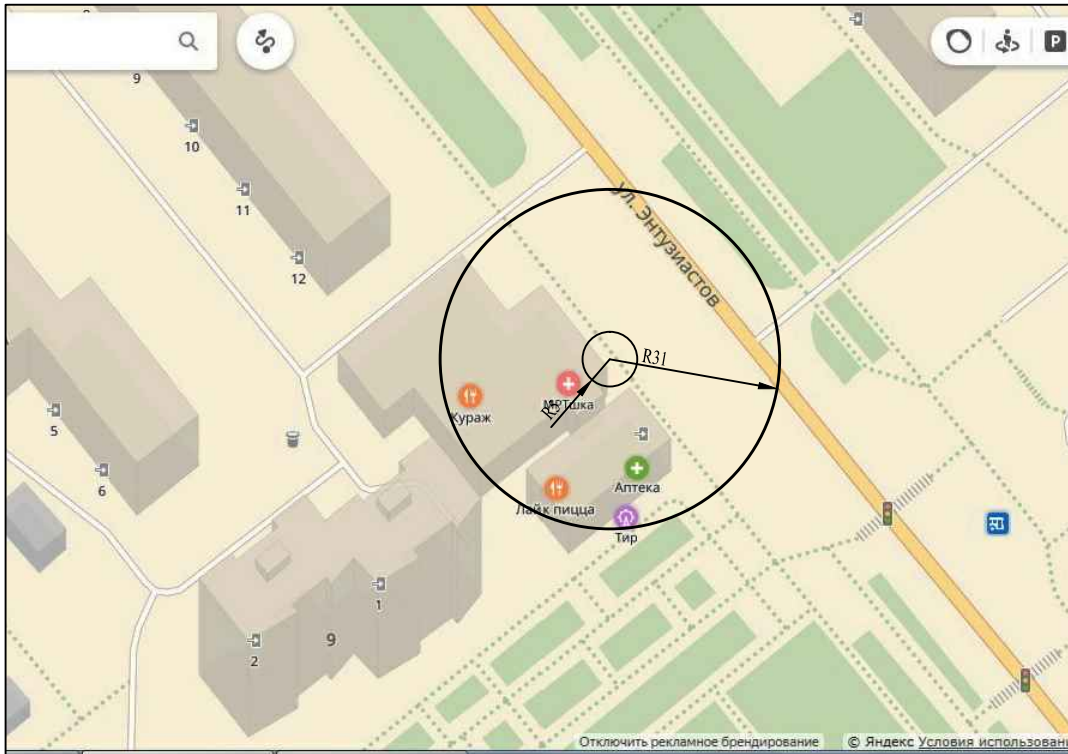 9
10
11
12
ул. Энтузиастов
R31
МРТшка
Кураж
5
6
Аптека
Лайк пицца
Тир
1
9
2
P
Отключить рекламное брендирование © Яндекс Условия использовани